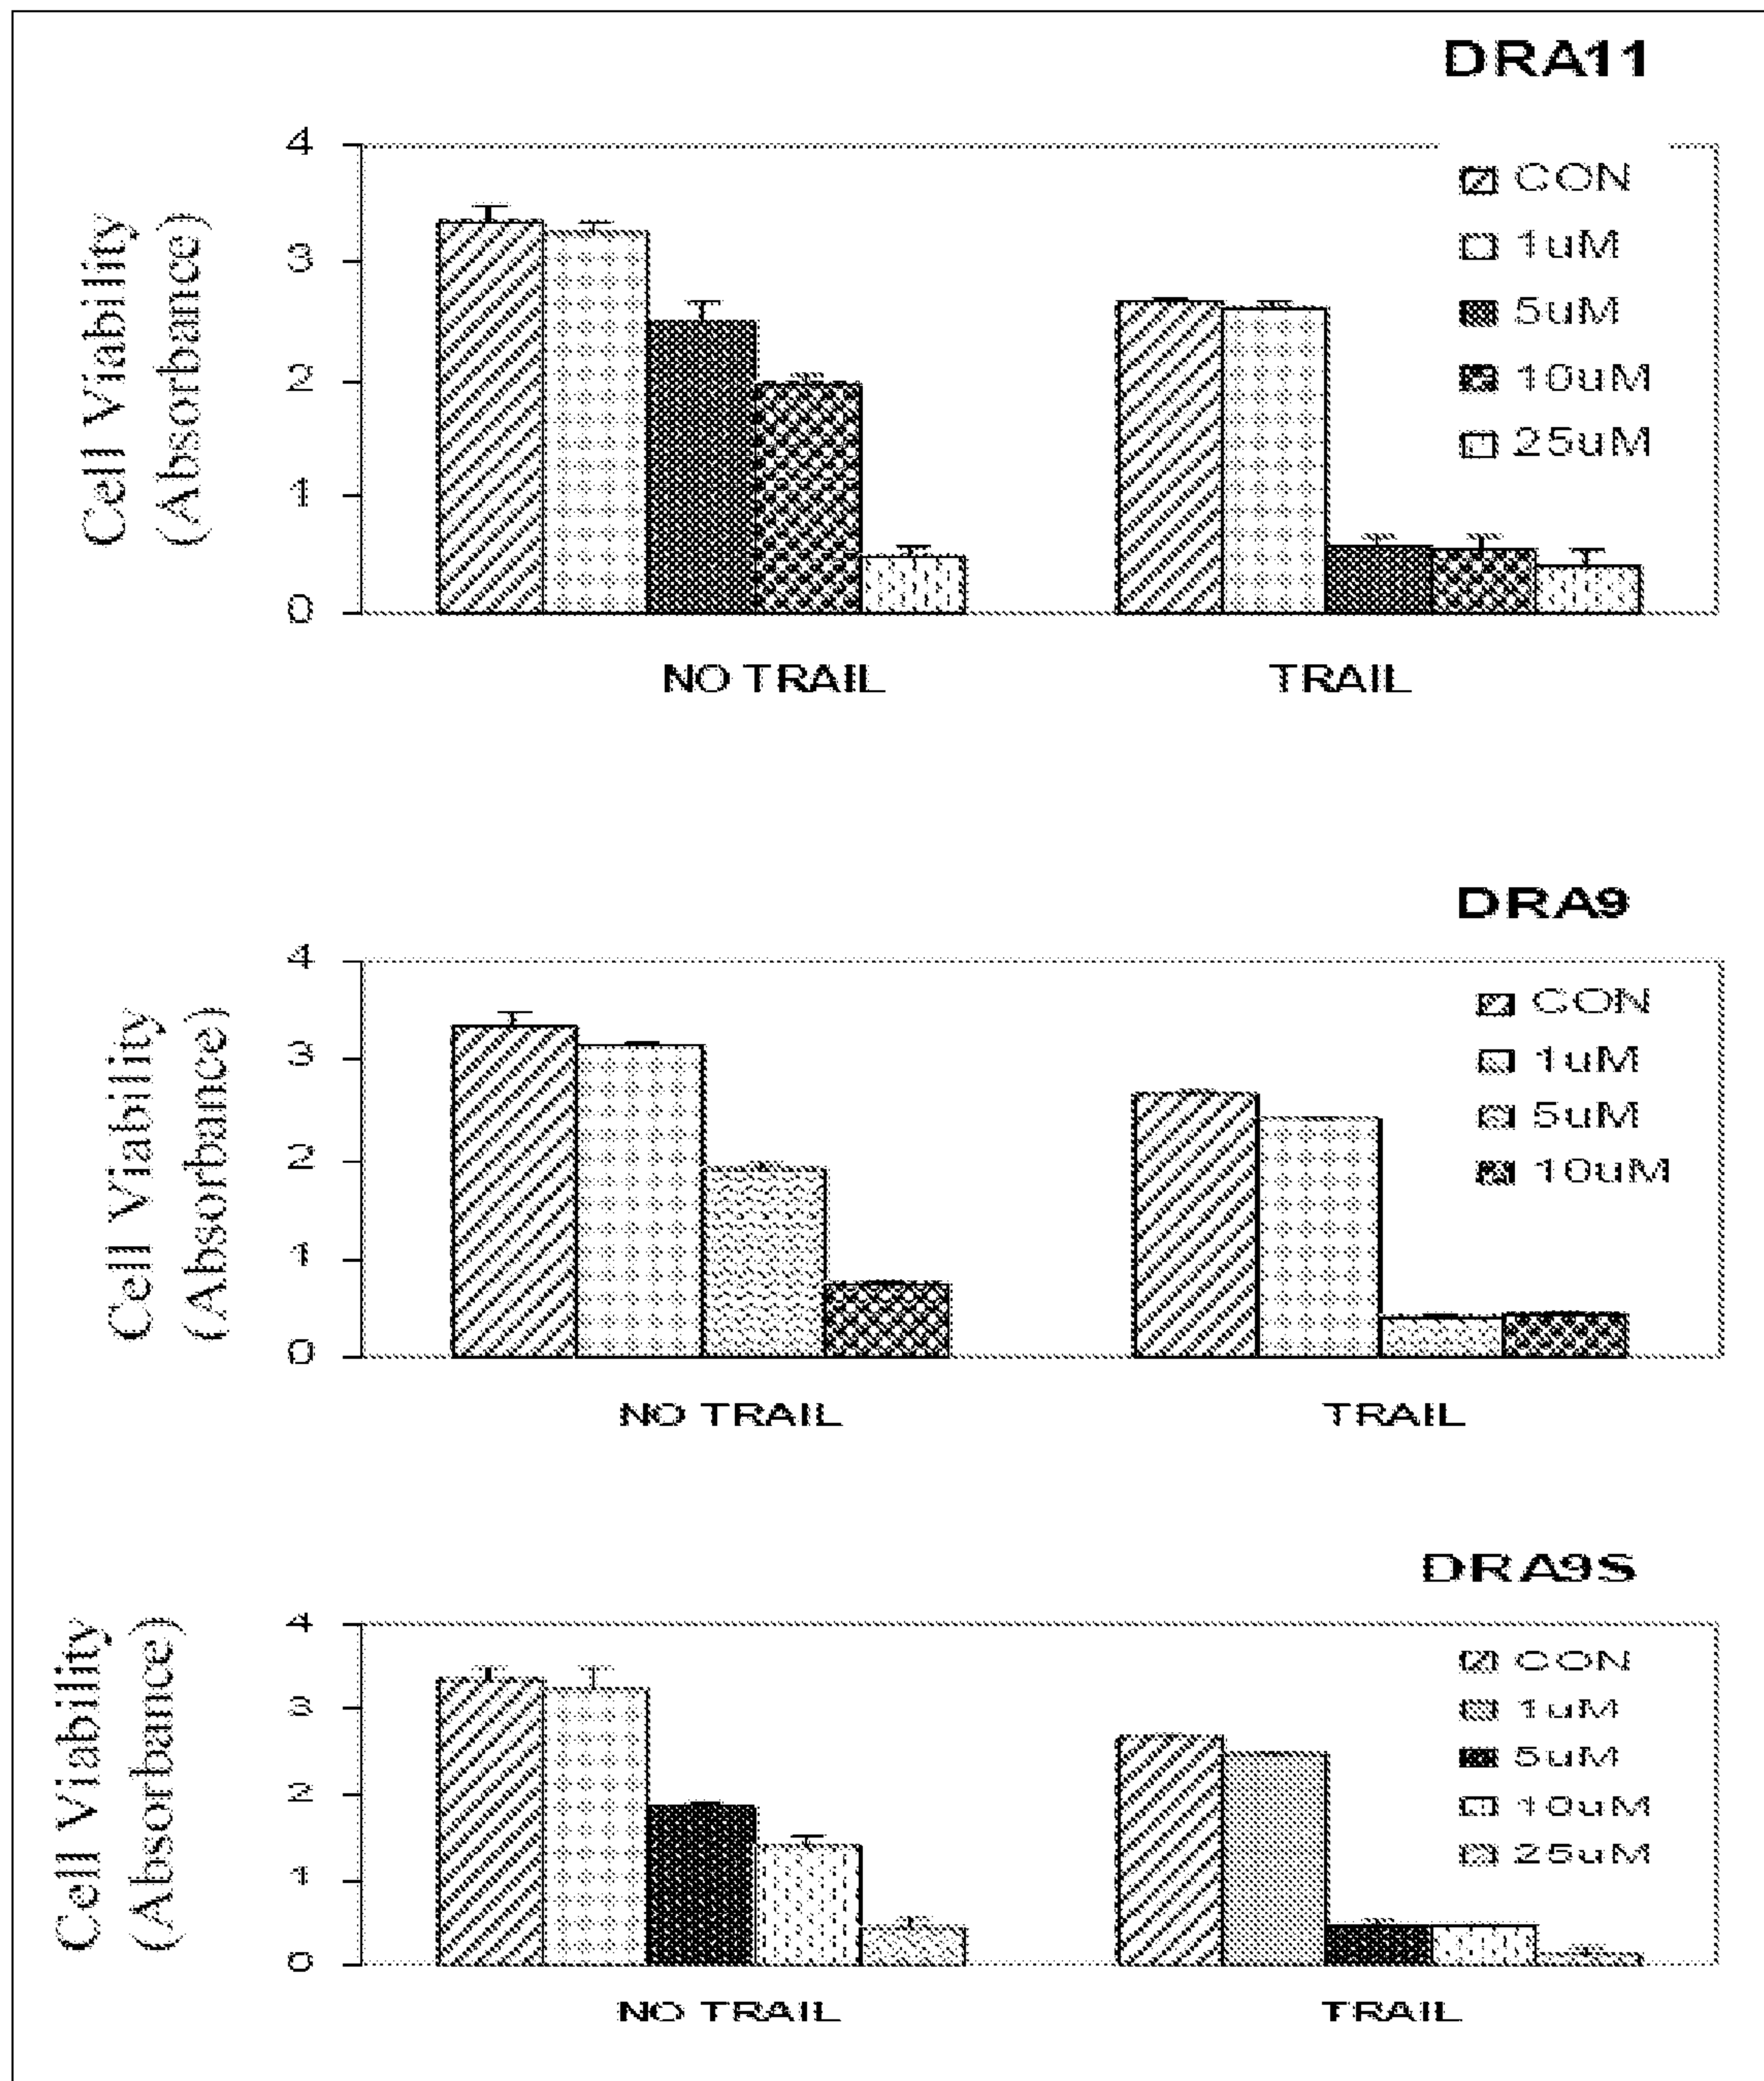 DRA11
Cell Viability
(Absorbance)
4
3
2
1
0
CON
1uM
5uM
10uM
25uM
NO TRAIL
TRAIL
DRA9
Cell Viability
(Absorbance)
4
3
2
1
0
CON
1uM
5uM
10uM
NO TRAIL
TRAIL
DRA9S
Cell Viability
(Absorbance)
4
3
2
1
0
CON
1uM
5uM
10uM
25uM
NO TRAIL
TRAIL